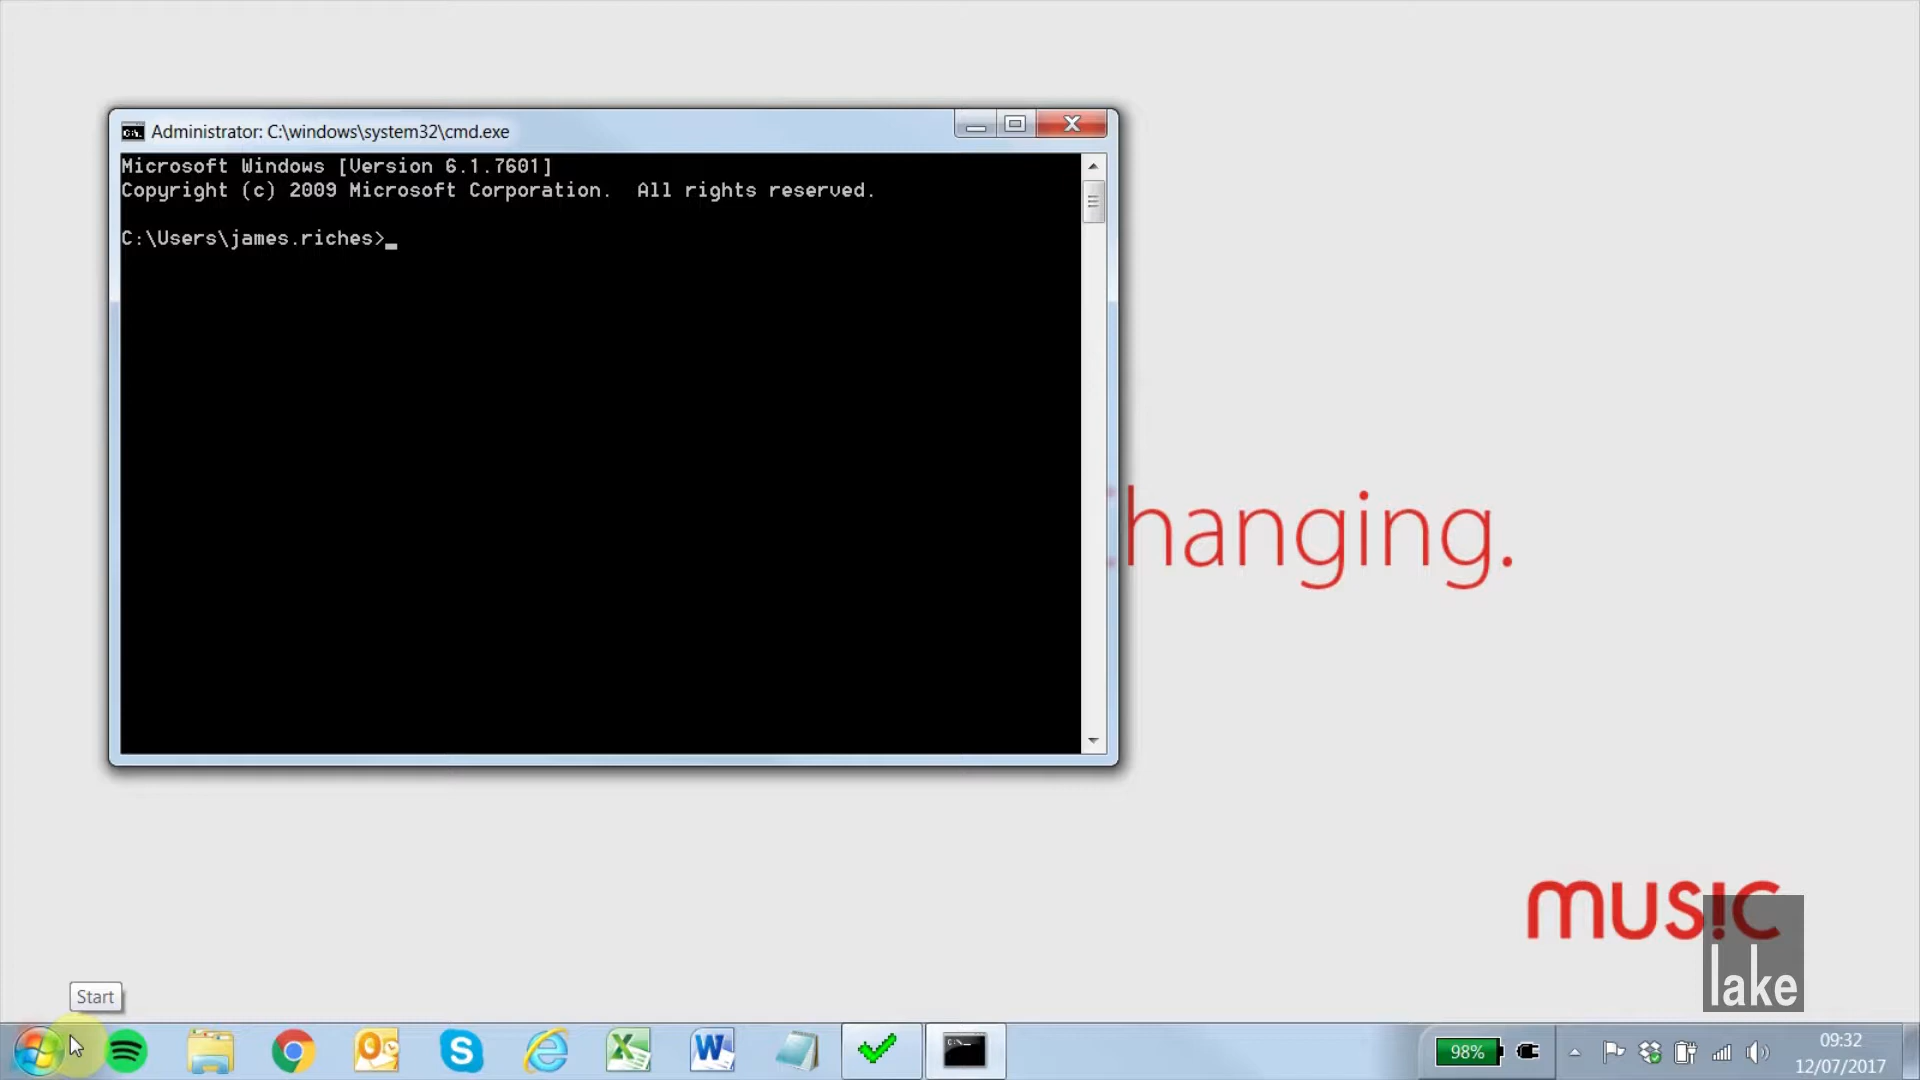 Administrator: C:\windows\system32\cmd.exe
Microsoft Windows [Version 6.1.7601]
Copyright (c) 2009 Microsoft Corporation.  All rights reserved.
C:\Users\james.riches>_
hanging.
mus!c
lake
Start
98%
09:32
12/07/2017